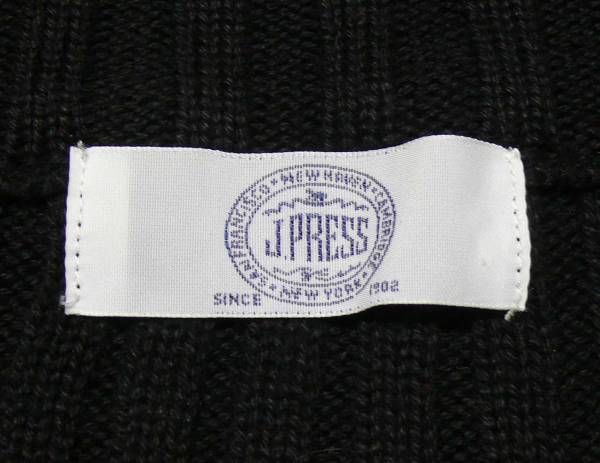 SAN FRANCISCO ★ NEW HAVEN ★ CAMBRIDGE ★ NEW YORK ★
J. PRESS
SINCE 1902